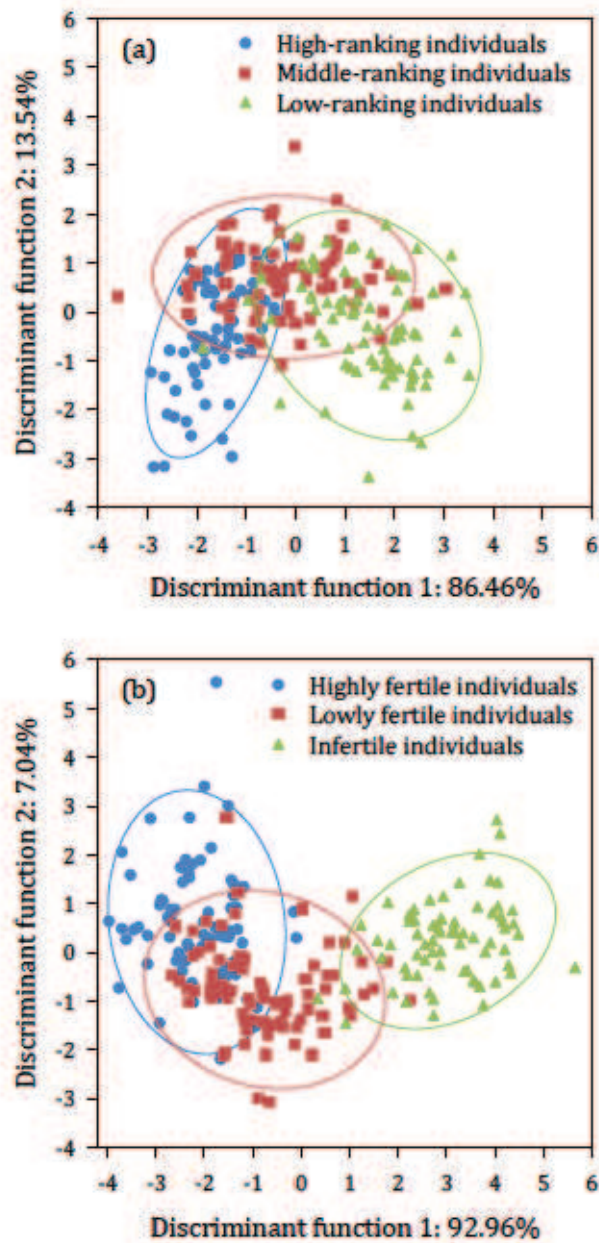 (a)
High-ranking individuals
Middle-ranking individuals
Low-ranking individuals
6
5
4
3
2
1
0
-1
-2
-3
-4
Discriminant function 2: 13.54%
-4 -3 -2 -1 0 1 2 3 4 5 6
Discriminant function 1: 86.46%
(b)
Highly fertile individuals
Lowly fertile individuals
Infertile individuals
6
5
4
3
2
1
0
-1
-2
-3
-4
Discriminant function 2: 7.04%
-4 -3 -2 -1 0 1 2 3 4 5 6
Discriminant function 1: 92.96%